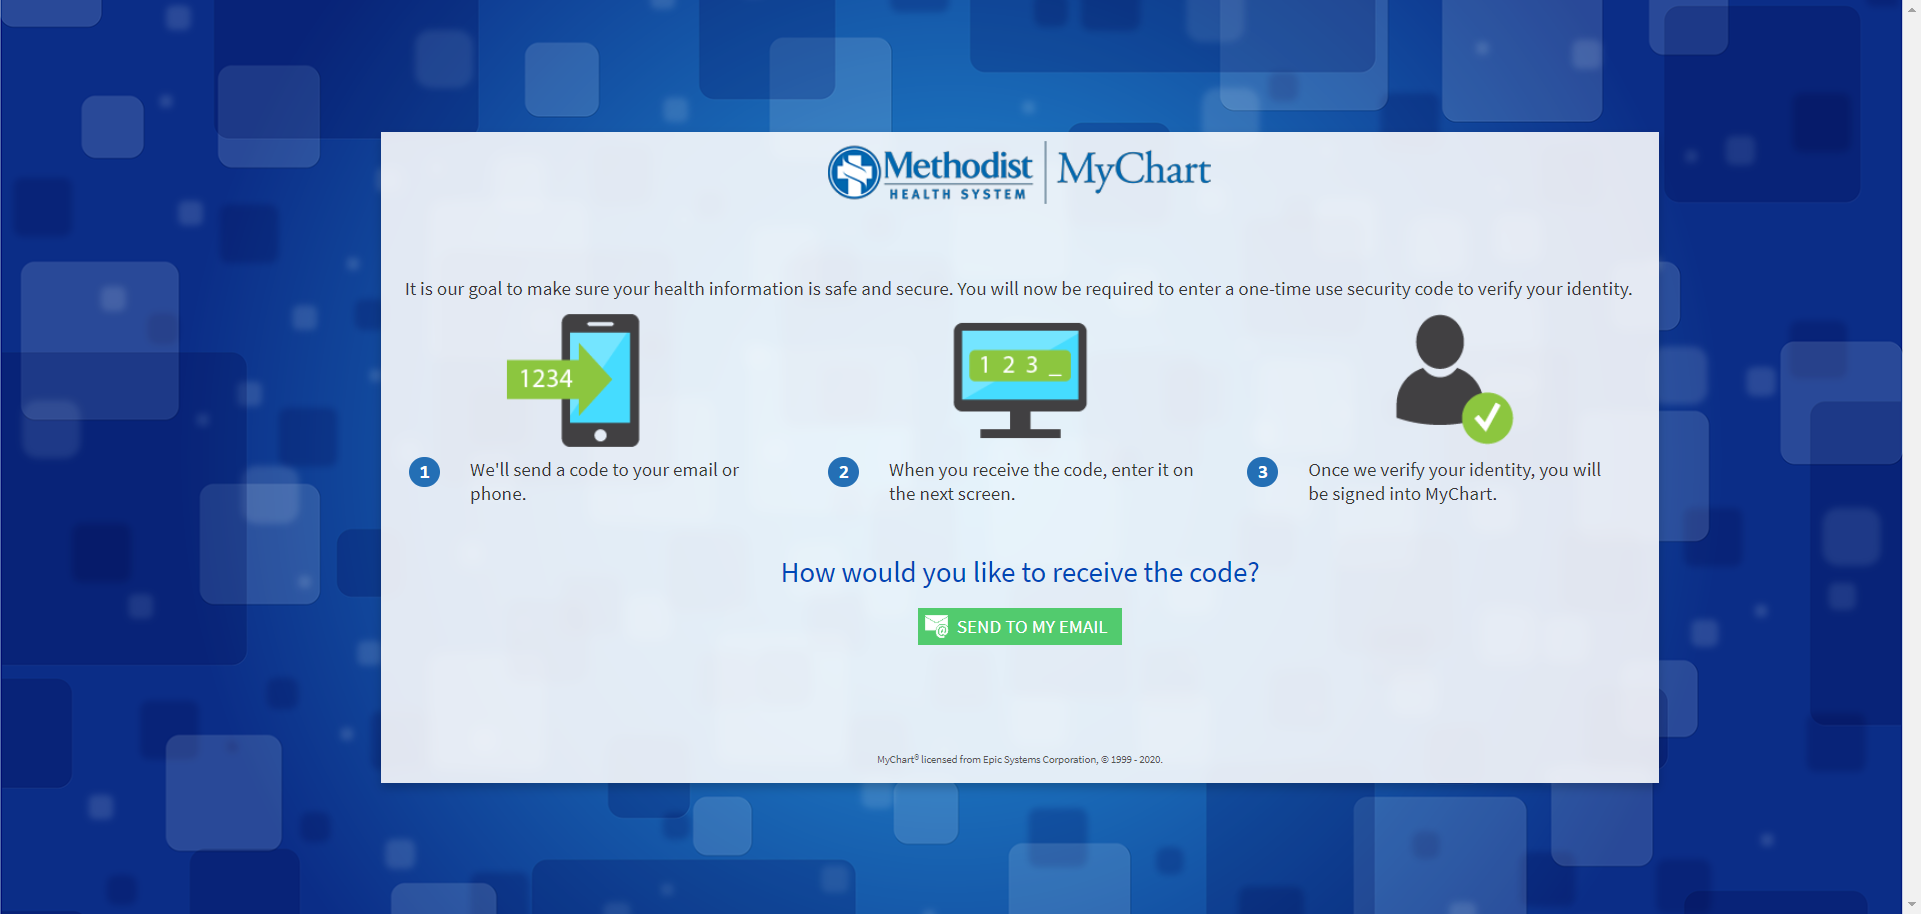 Methodist
HEALTH SYSTEM
MyChart
It is our goal to make sure your health information is safe and secure. You will now be required to enter a one-time use security code to verify your identity.
1234
1 2 3 _
1
We'll send a code to your email or
phone.
2
When you receive the code, enter it on
the next screen.
3
Once we verify your identity, you will
be signed into MyChart.
How would you like to receive the code?
@ SEND TO MY EMAIL
MyChart® licensed from Epic Systems Corporation, © 1999 - 2020.